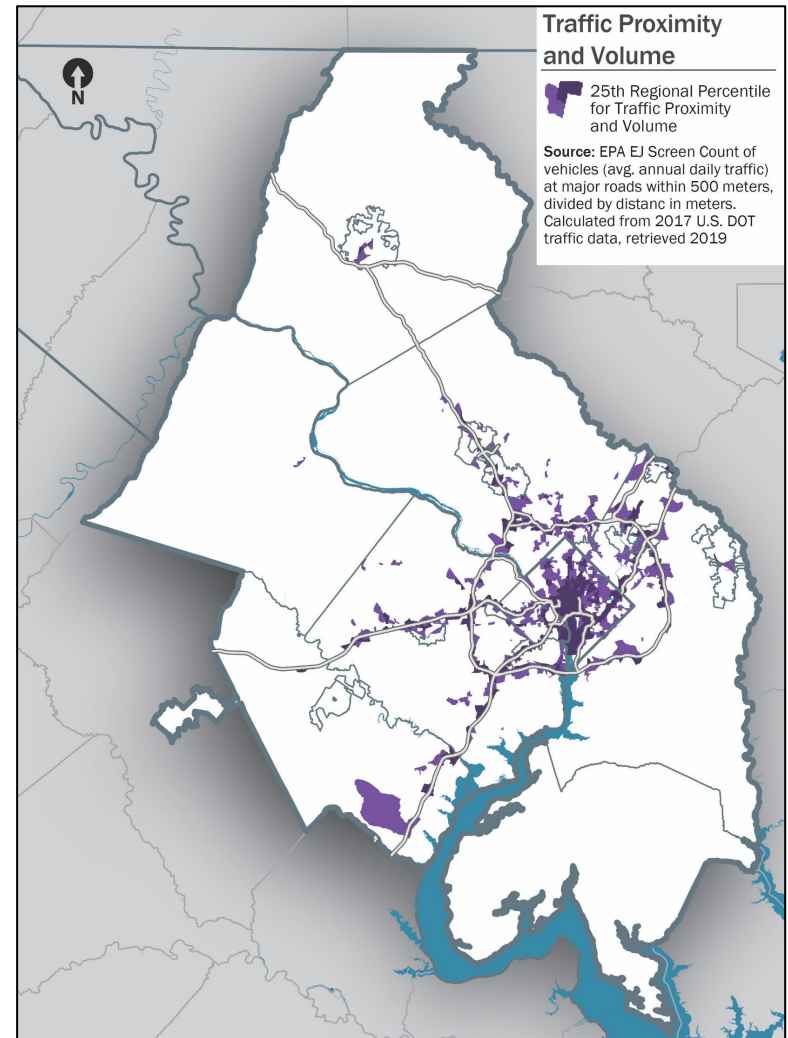 Traffic Proximity
and Volume
25th Regional Percentile
for Traffic Proximity
and Volume
Source: EPA EJ Screen Count of
vehicles (avg. annual daily traffic)
at major roads within 500 meters,
divided by distanc in meters.
Calculated from 2017 U.S. DOT
traffic data, retrieved 2019
N